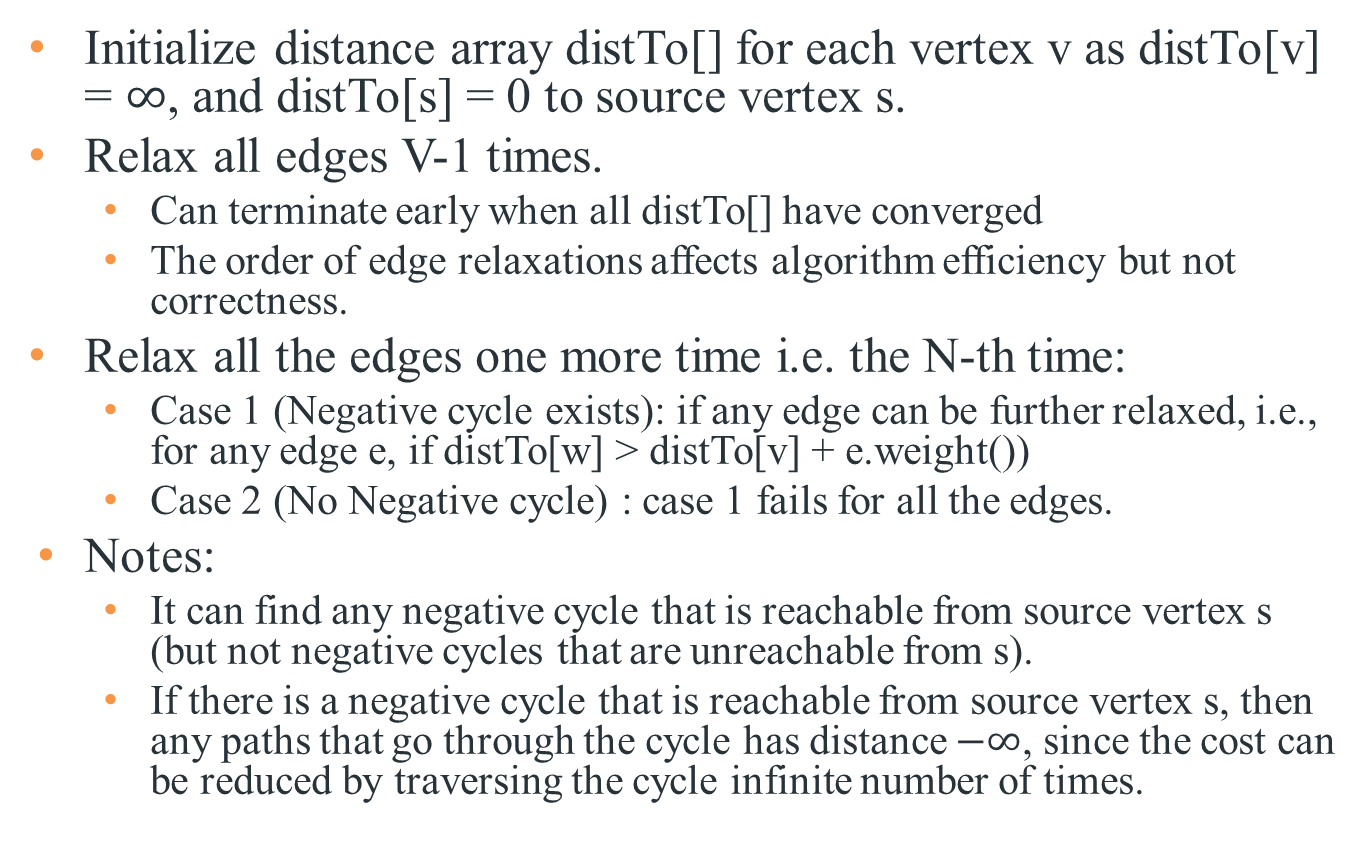 • Initialize distance array distTo[] for each vertex v as distTo[v]
= ∞, and distTo[s] = 0 to source vertex s.
• Relax all edges V-1 times.
• Can terminate early when all distTo[] have converged
• The order of edge relaxations affects algorithm efficiency but not
correctness.
• Relax all the edges one more time i.e. the N-th time:
• Case 1 (Negative cycle exists): if any edge can be further relaxed, i.e.,
for any edge e, if distTo[w] > distTo[v] + e.weight())
• Case 2 (No Negative cycle) : case 1 fails for all the edges.
• Notes:
• It can find any negative cycle that is reachable from source vertex s
(but not negative cycles that are unreachable from s).
• If there is a negative cycle that is reachable from source vertex s, then
any paths that go through the cycle has distance −∞, since the cost can
be reduced by traversing the cycle infinite number of times.